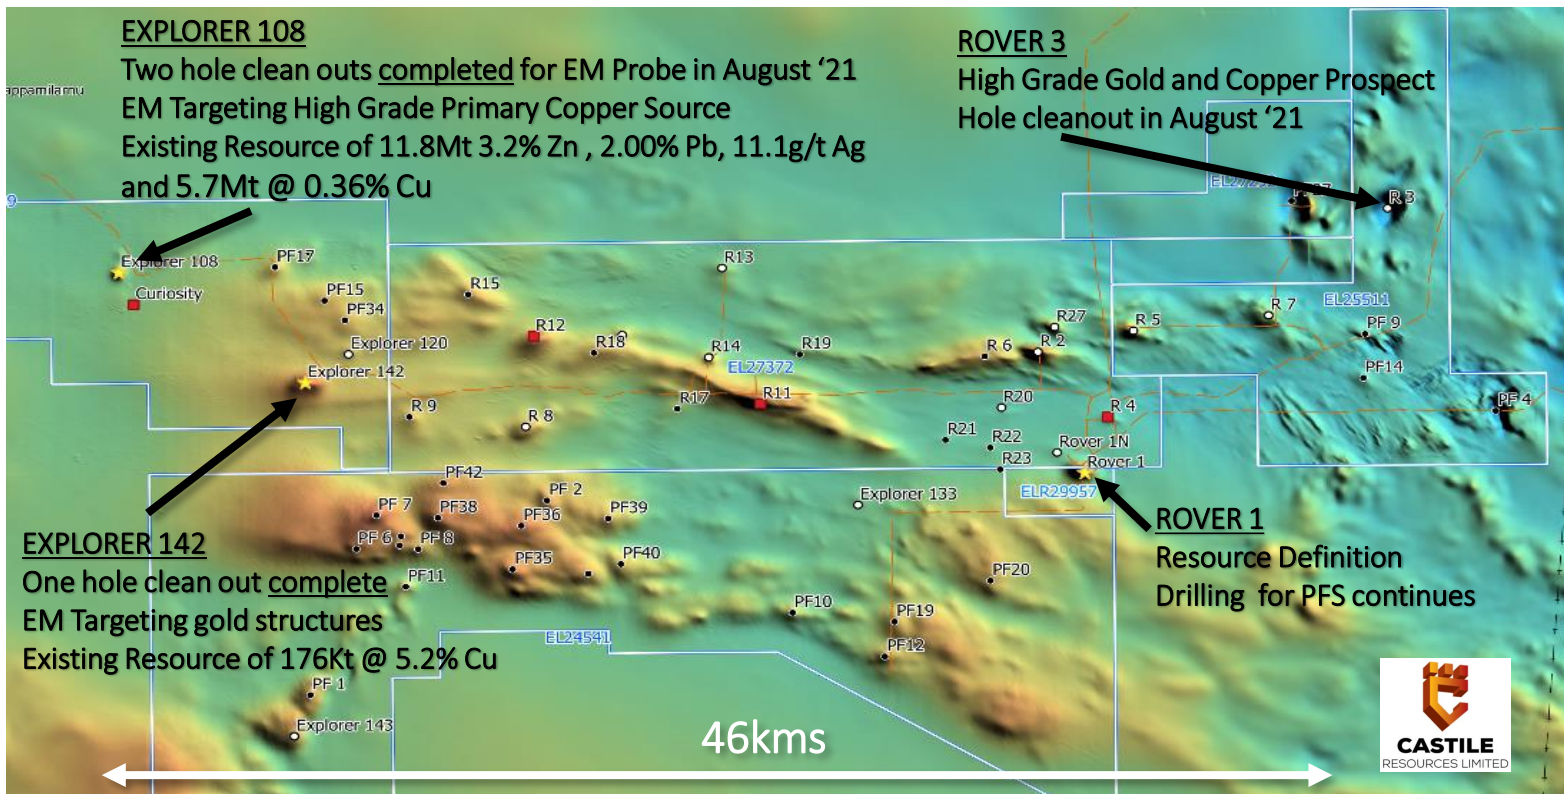 EXPLORER 108
Two hole clean outs completed for EM Probe in August ‘21
EM Targeting High Grade Primary Copper Source
Existing Resource of 11.8Mt 3.2% Zn , 2.00% Pb, 11.1g/t Ag
and 5.7Mt @ 0.36% Cu
ROVER 3
High Grade Gold and Copper Prospect
Hole cleanout in August ‘21
9
R 3
Explorer 108
PF17
R13
Curiosity
PF15
R15
PF34
R12
R18
R14
R19
R27
R 5
R 7
EL25511
PF 9
Explorer 120
R 6
R 2
EL27372
PF14
Explorer 142
R 9
R 8
R17
R11
R20
R 4
PF 4
R21
R22
Rover 1N
R23
Rover 1
PF42
PF 2
Explorer 133
ELR29957
PF 7
PF38
PF36
PF39
PF 6
PF 8
PF35
PF40
PF11
PF20
PF10
PF19
PF12
EL24541
PF 1
Explorer 143
EXPLORER 142
One hole clean out complete
EM Targeting gold structures
Existing Resource of 176Kt @ 5.2% Cu
ROVER 1
Resource Definition
Drilling for PFS continues
46kms
CASTILE
RESOURCES LIMITED